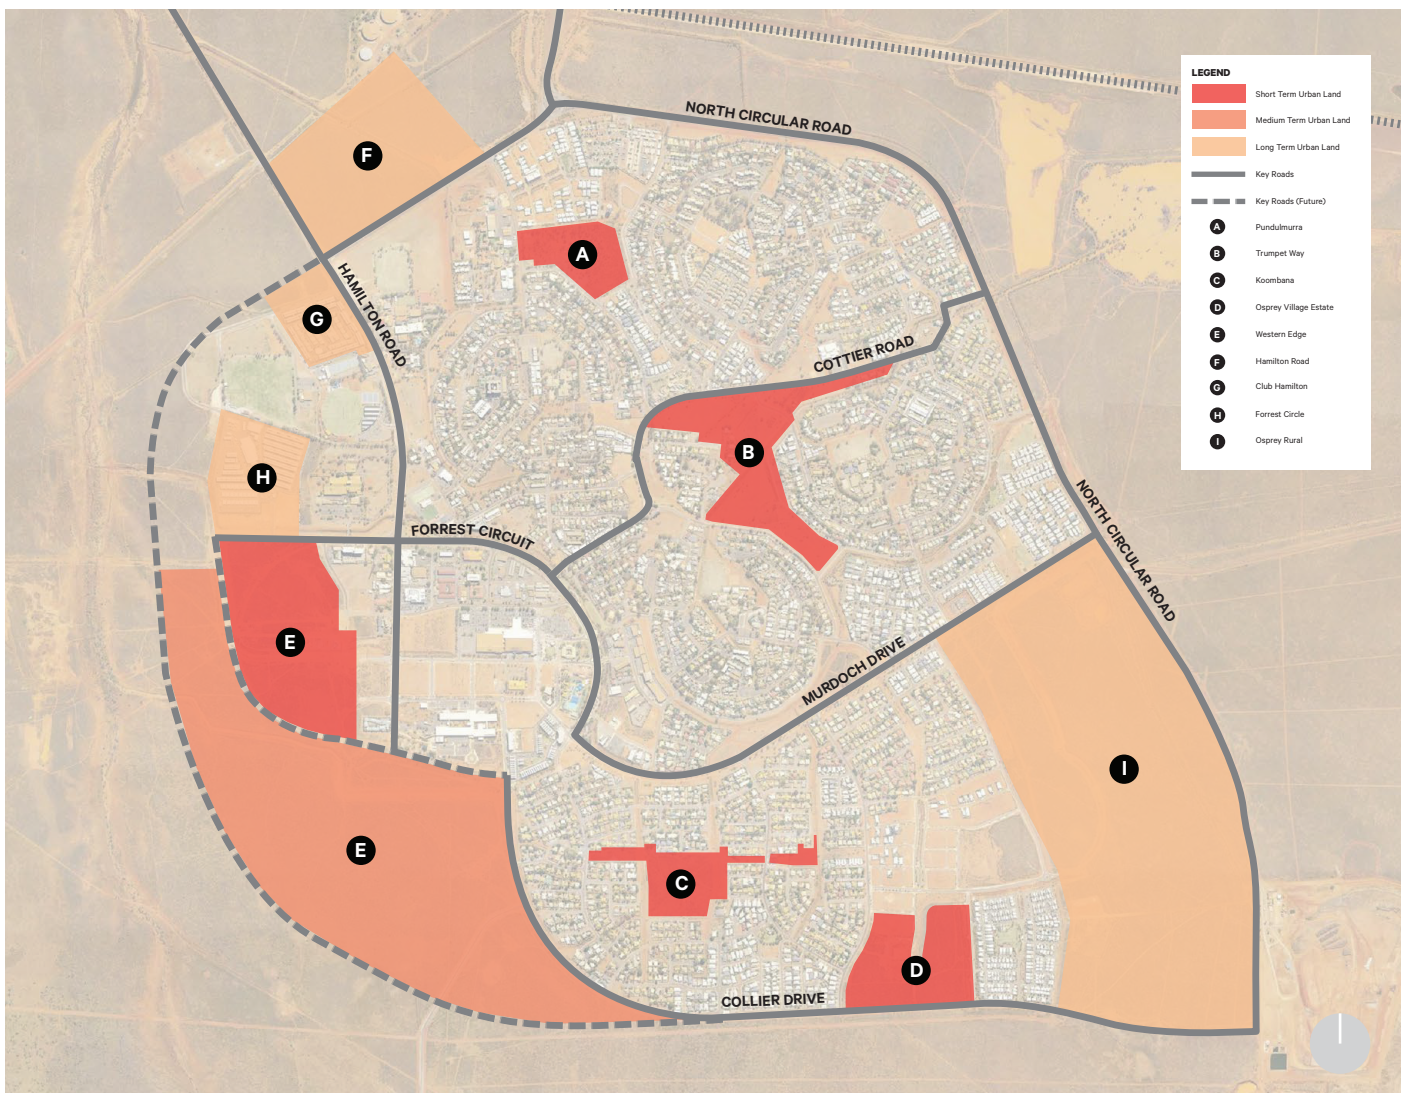 NORTH CIRCULAR ROAD
F
HAMILTON ROAD
A
G
COTTIER ROAD
B
H
FORREST CIRCUIT
NORTH CIRCULAR ROAD
E
MURDOCH DRIVE
I
E
C
D
COLLIER DRIVE
LEGEND
Short Term Urban Land
Medium Term Urban Land
Long Term Urban Land
Key Roads
Key Roads (Future)
A Pundulmurra
B Trumpet Way
C Koombana
D Osprey Village Estate
E Western Edge
F Hamilton Road
G Club Hamilton
H Forrest Circle
I Osprey Rural